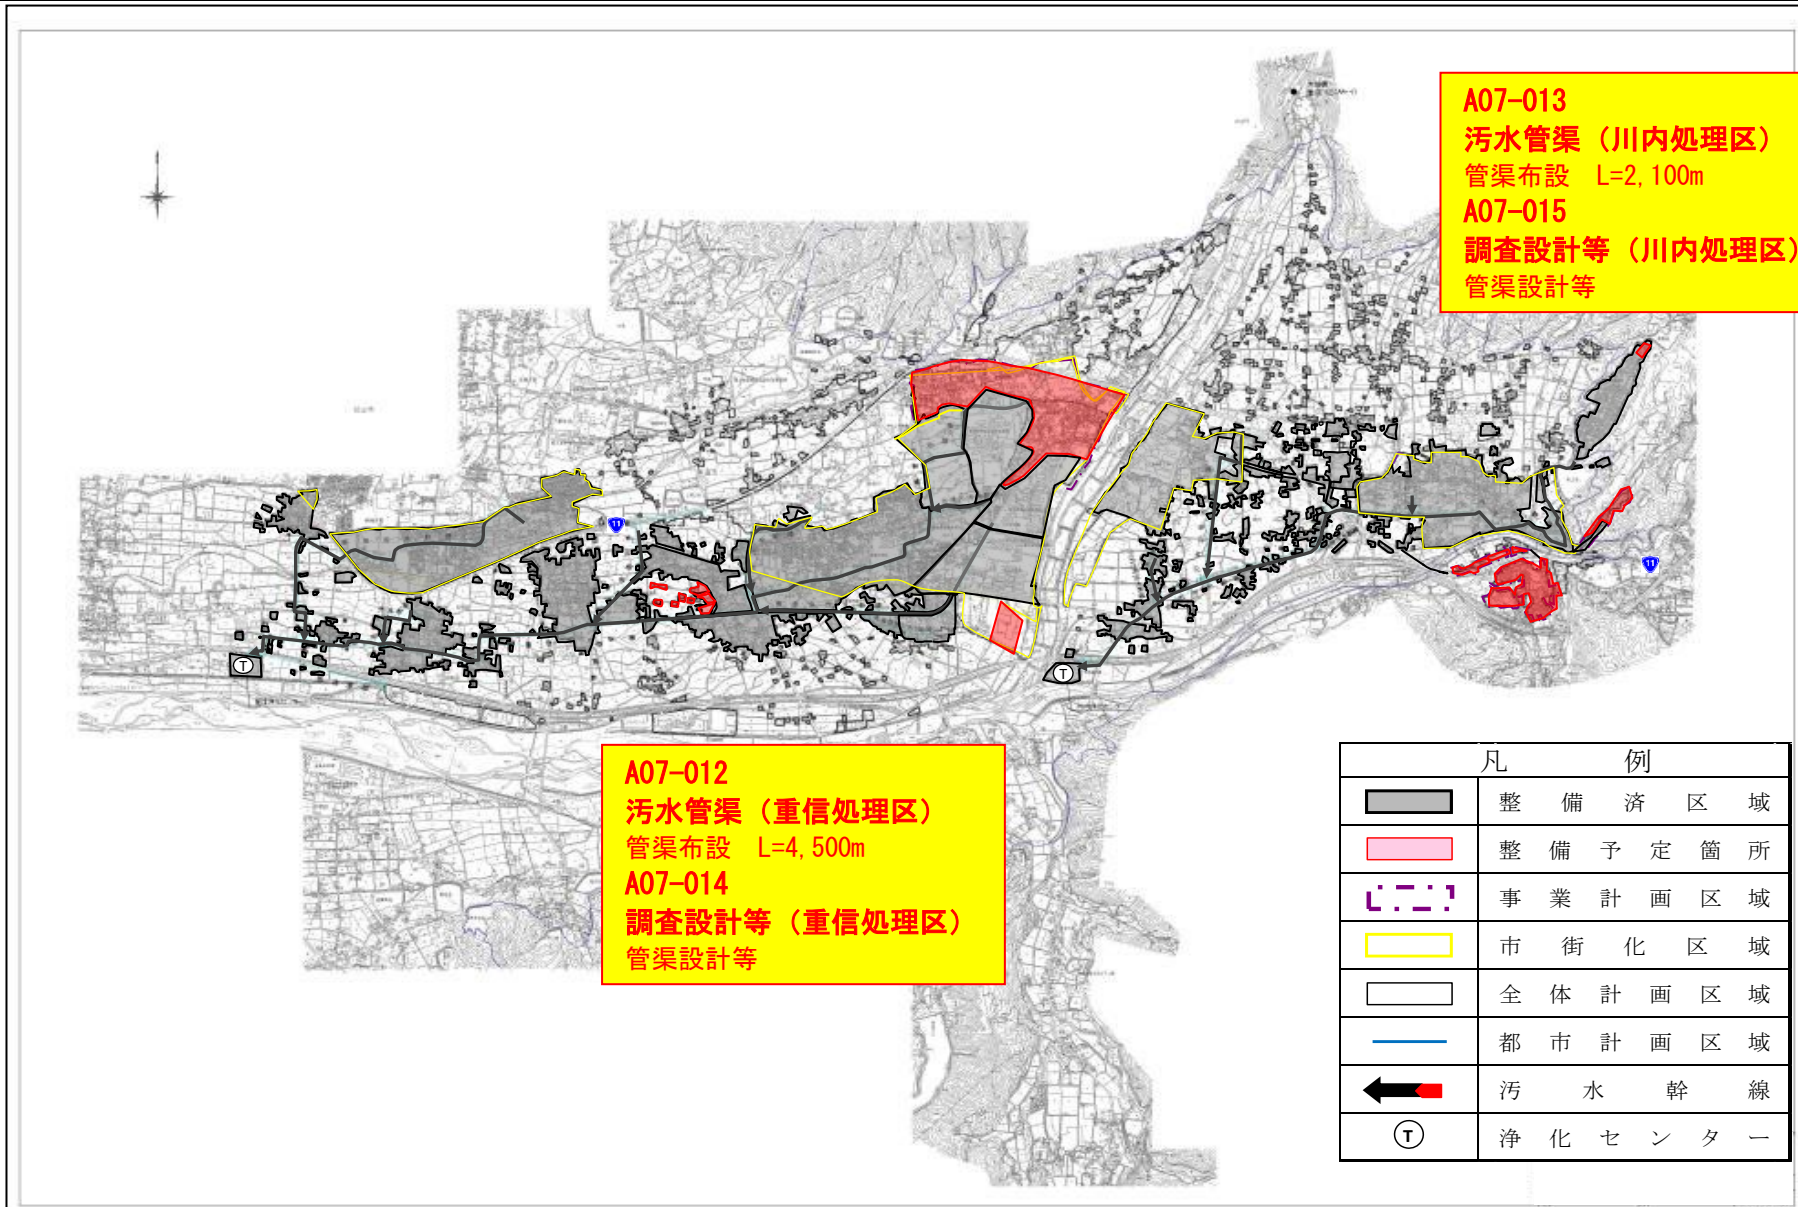 A07-013
汚水管渠（川内処理区）
管渠布設　L=2,100m
A07-015
調査設計等（川内処理区）
管渠設計等
11
11
T
T
A07-012
汚水管渠（重信処理区）
管渠布設　L=4,500m
A07-014
調査設計等（重信処理区）
管渠設計等
凡例
整備済区域
整備予定箇所
事業計画区域
市街化区域
全体計画区域
都市計画区域
汚水幹線
T 浄化センター